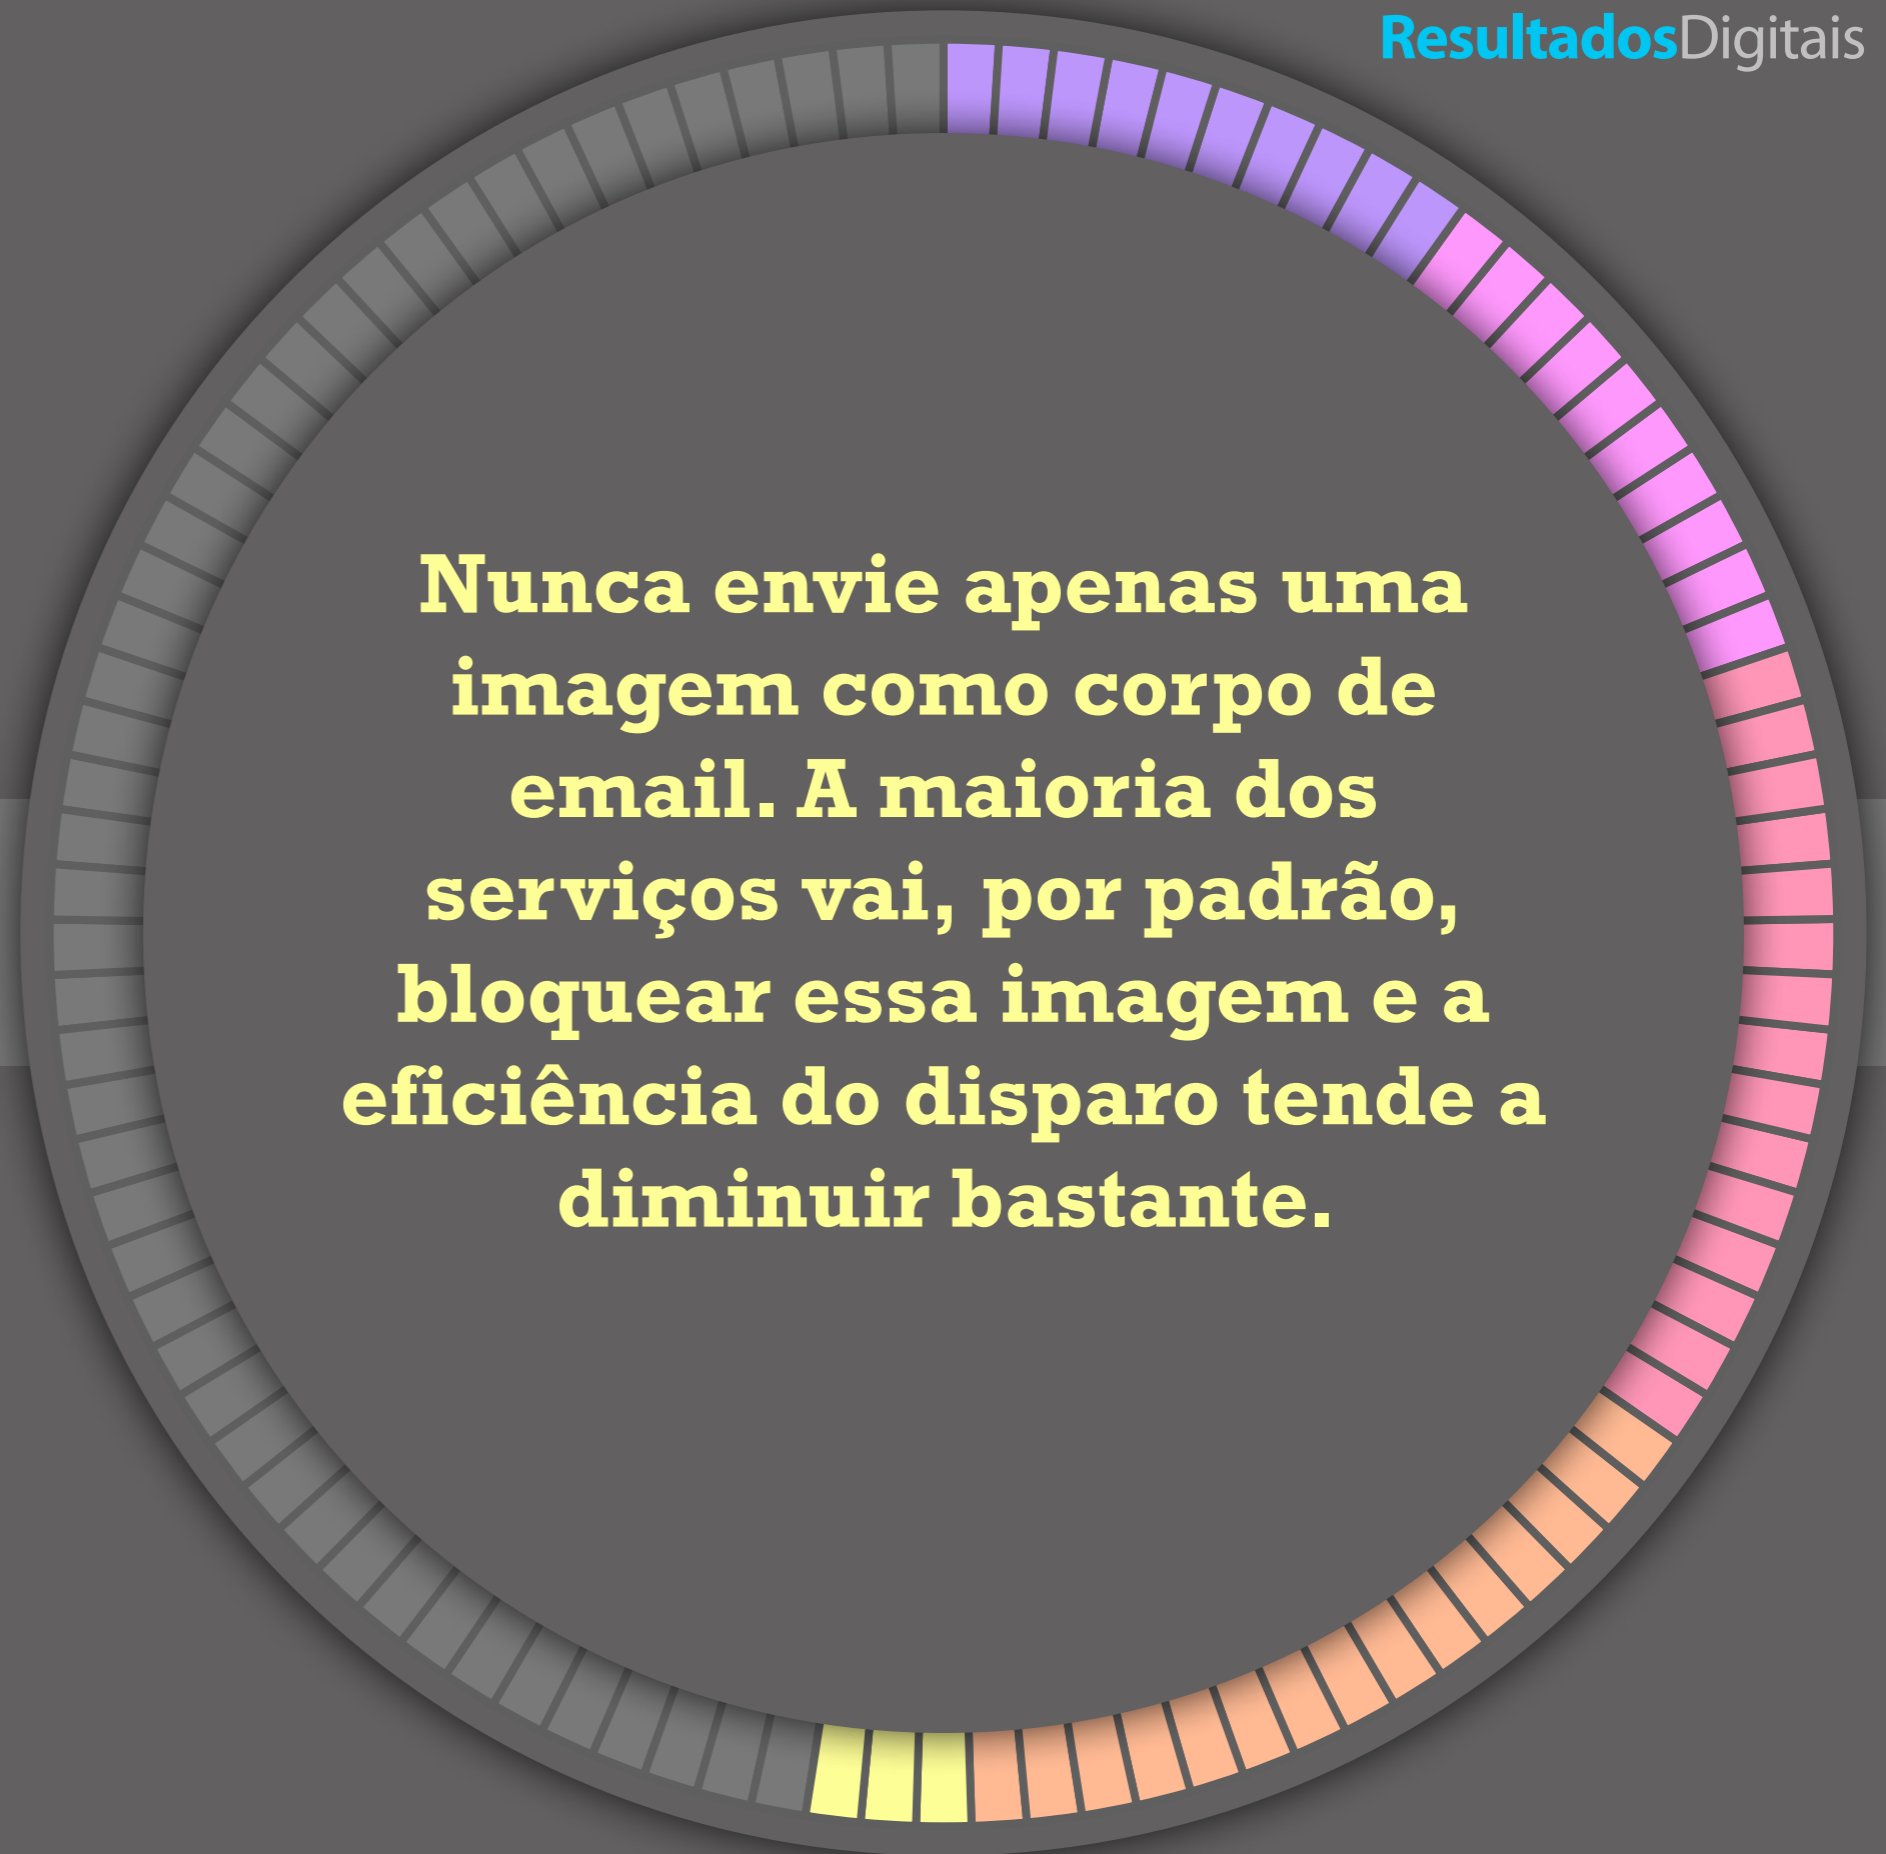 ResultadosDigitais
Nunca envie apenas uma
imagem como corpo de
email. A maioria dos
serviços vai, por padrão,
bloquear essa imagem e a
eficiência do disparo tende a
diminuir bastante.